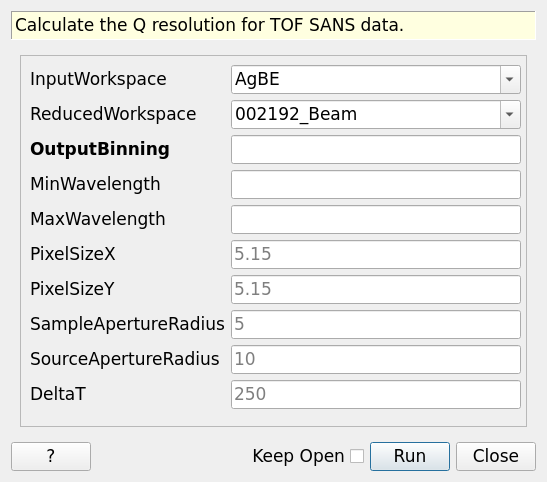 Calculate the Q resolution for TOF SANS data.
InputWorkspace AgBE
ReducedWorkspace 002192_Beam
OutputBinning
MinWavelength
MaxWavelength
PixelSizeX 5.15
PixelSizeY 5.15
SampleApertureRadius 5
SourceApertureRadius 10
DeltaT 250
? Keep Open Run Close